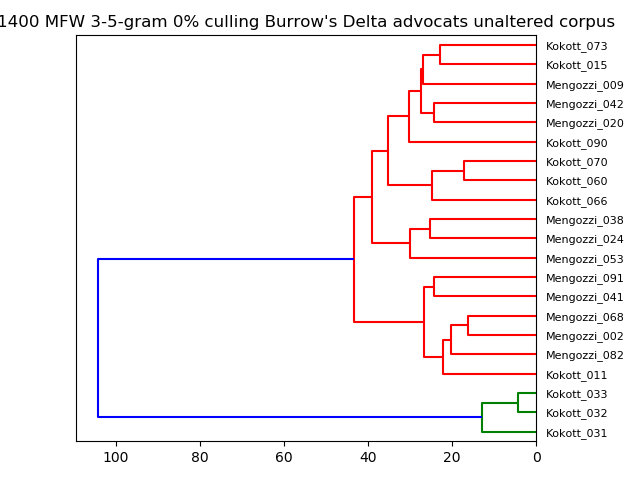 1400 MFW 3-5-gram 0% culling Burrow's Delta advocats unaltered corpus
Kokott_073
Kokott_015
Mengozzi_009
Mengozzi_042
Mengozzi_020
Kokott_090
Kokott_070
Kokott_060
Kokott_066
Mengozzi_038
Mengozzi_024
Mengozzi_053
Mengozzi_091
Mengozzi_041
Mengozzi_068
Mengozzi_002
Mengozzi_082
Kokott_011
Kokott_033
Kokott_032
Kokott_031
100 80 60 40 20 0